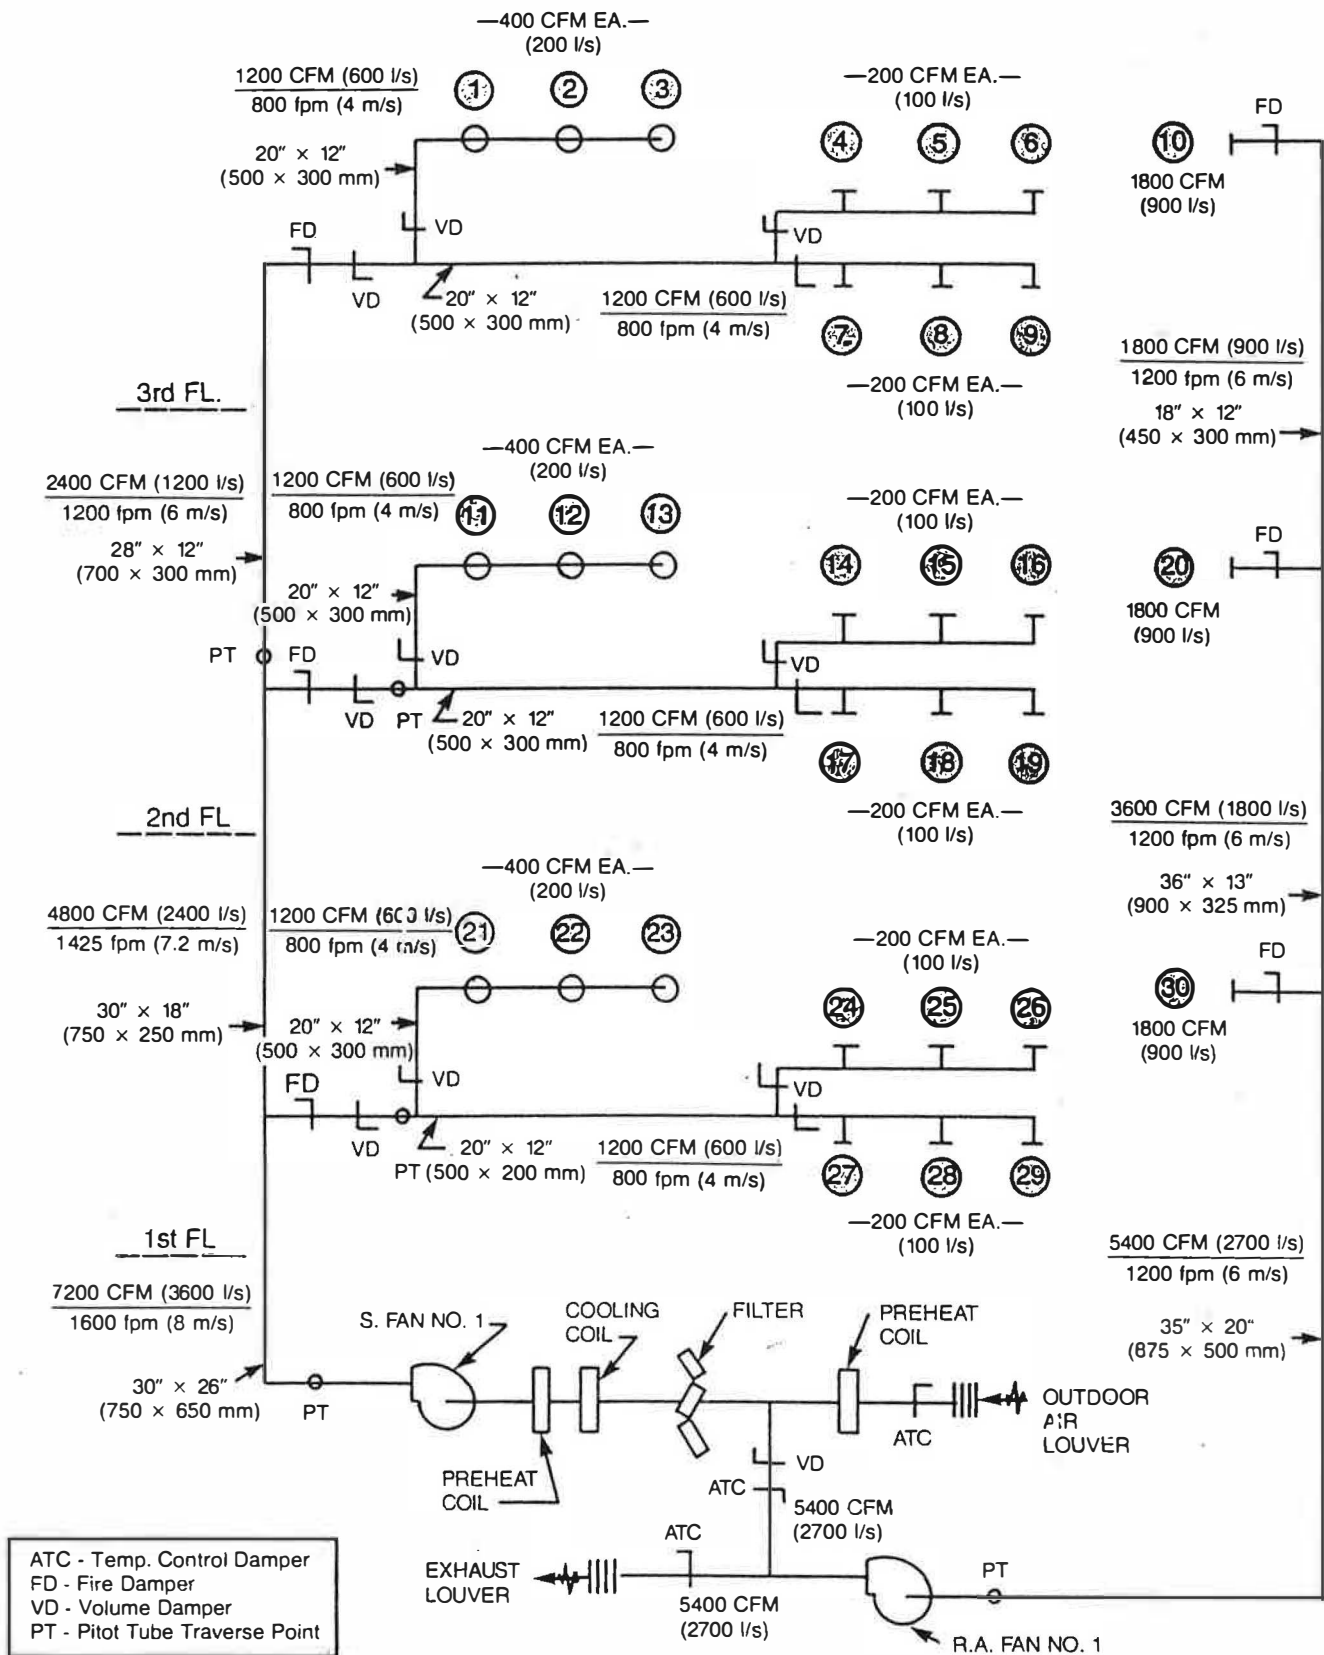 —400 CFM EA.—
(200 l/s)
1200 CFM (600 l/s)
800 fpm (4 m/s)
1
2
3
—200 CFM EA.—
(100 l/s)
FD
20" × 12"
(500 × 300 mm)
4
5
6
10
1800 CFM
(900 l/s)
FD
VD
VD
VD
20" × 12"
(500 × 300 mm)
1200 CFM (600 l/s)
800 fpm (4 m/s)
7
8
9
1800 CFM (900 l/s)
1200 fpm (6 m/s)
—200 CFM EA.—
(100 l/s)
3rd FL.
18" × 12"
(450 × 300 mm)
—400 CFM EA.—
(200 l/s)
2400 CFM (1200 l/s)
1200 fpm (6 m/s)
1200 CFM (600 l/s)
800 fpm (4 m/s)
11
12
13
—200 CFM EA.—
(100 l/s)
FD
28" × 12"
(700 × 300 mm)
20" × 12"
(500 × 300 mm)
14
15
16
20
1800 CFM
(900 l/s)
PT
FD
VD
VD
VD
PT
20" × 12"
(500 × 300 mm)
1200 CFM (600 l/s)
800 fpm (4 m/s)
17
18
19
—200 CFM EA.—
(100 l/s)
2nd FL
3600 CFM (1800 l/s)
1200 fpm (6 m/s)
—400 CFM EA.—
(200 l/s)
36" × 13"
(900 × 325 mm)
4800 CFM (2400 l/s)
1425 fpm (7.2 m/s)
1200 CFM (600 l/s)
800 fpm (4 m/s)
21
22
23
—200 CFM EA.—
(100 l/s)
FD
30" × 18"
(750 × 250 mm)
20" × 12"
(500 × 300 mm)
24
25
26
30
1800 CFM
(900 l/s)
FD
VD
VD
VD
20" × 12"
PT (500 × 200 mm)
1200 CFM (600 l/s)
800 fpm (4 m/s)
27
28
29
—200 CFM EA.—
(100 l/s)
1st FL
5400 CFM (2700 l/s)
1200 fpm (6 m/s)
7200 CFM (3600 l/s)
1600 fpm (8 m/s)
S. FAN NO. 1
COOLING
COIL
FILTER
PREHEAT
COIL
35" × 20"
(875 × 500 mm)
30" × 26"
(750 × 650 mm)
PT
ATC
OUTDOOR
AIR
LOUVER
PREHEAT
COIL
VD
ATC
5400 CFM
(2700 l/s)
ATC
EXHAUST
LOUVER
PT
5400 CFM
(2700 l/s)
R.A. FAN NO. 1
ATC - Temp. Control Damper
FD - Fire Damper
VD - Volume Damper
PT - Pitot Tube Traverse Point